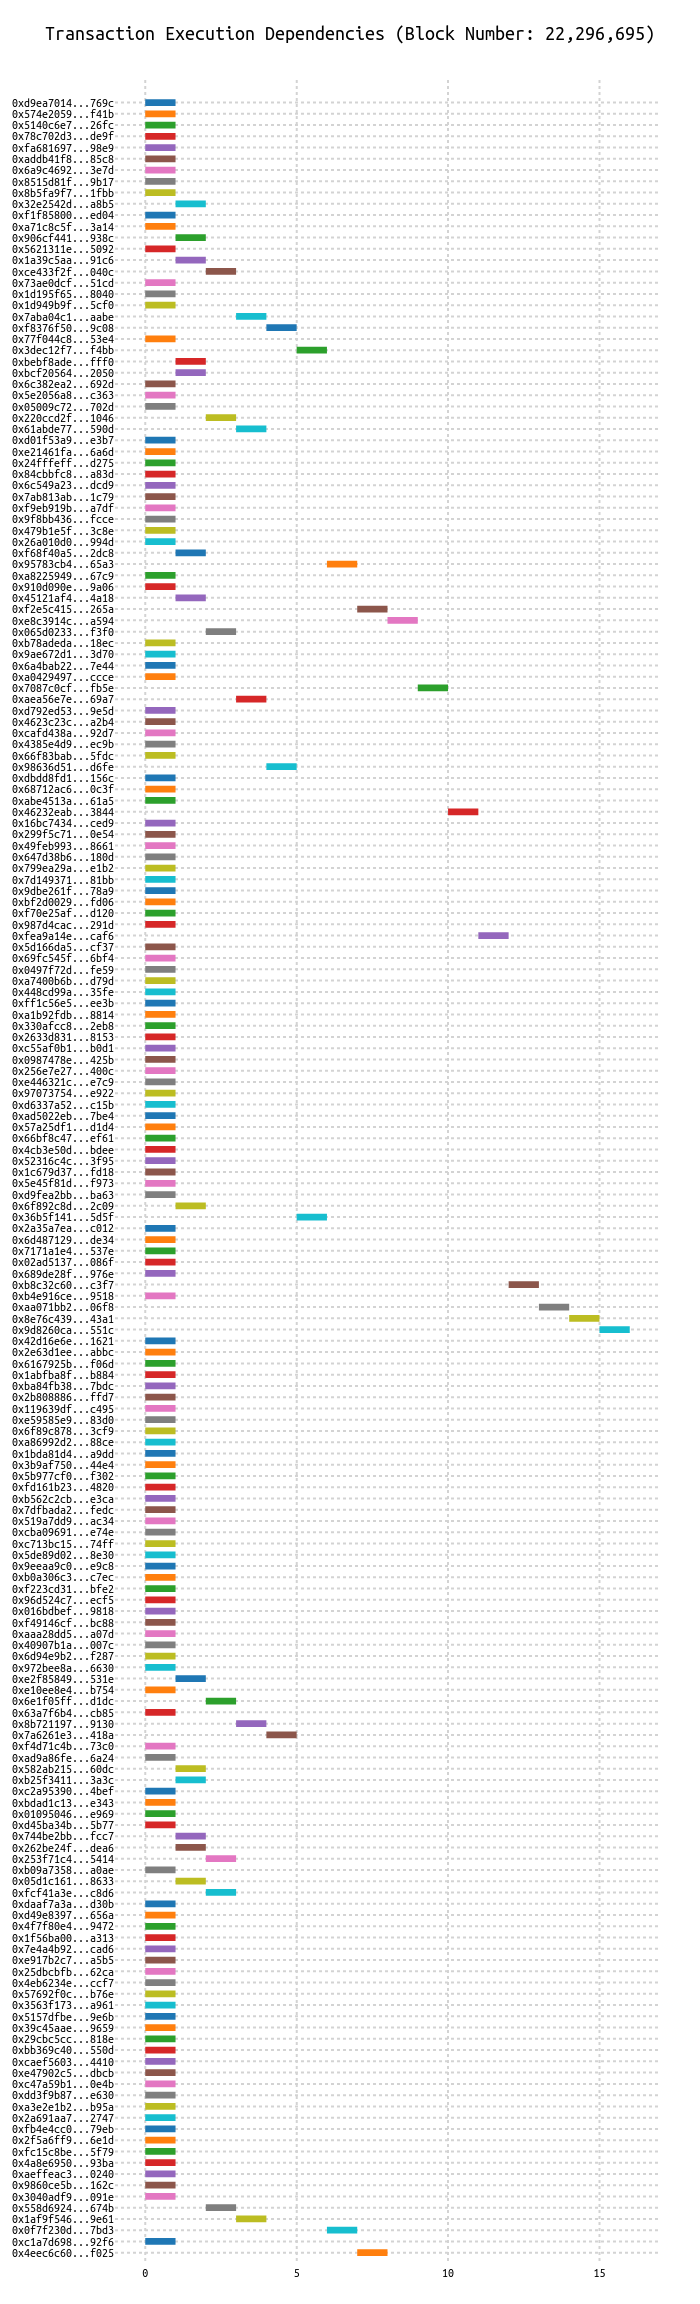 Transaction Execution Dependencies (Block Number: 22,296,695)
0xd9ea7014...769c
0x574e2059...f41b
0x5140c6e7...26fc
0x78c702d3...de9f
0xfa681697...98e9
0xaddb41f8...85c8
0x6a9c4692...3e7d
0x8515d81f...9b17
0x8b5fa9f7...1fbb
0x32e2542d...a8b5
0xf1f85800...ed04
0xa71c8c5f...3a14
0x906cf441...938c
0x5621311e...5092
0x1a39c5aa...91c6
0xce433f2f...040c
0x73ae0dcf...51cd
0x1d195f65...8040
0x1d949b9f...5cf0
0x7aba04c1...aabe
0xf8376f50...9c08
0x77f044c8...53e4
0x3dec12f7...f4bb
0xbebf8ade...fff0
0xbcf20564...2050
0x6c382ea2...692d
0x5e2056a8...c363
0x05009c72...702d
0x220ccd2f...1046
0x61abde77...590d
0xd01f53a9...e3b7
0xe21461fa...6a6d
0x24fffeff...d275
0x84cbbfc8...a83d
0x6c549a23...dcd9
0x7ab813ab...1c79
0xf9eb919b...a7df
0x9f8bb436...fcce
0x479b1e5f...3c8e
0x26a010d0...994d
0xf68f40a5...2dc8
0x95783cb4...65a3
0xa8225949...67c9
0x910d090e...9a06
0x45121af4...4a18
0xf2e5c415...265a
0xe8c3914c...a594
0x065d0233...f3f0
0xb78adeda...18ec
0x9ae672d1...3d70
0x6a4bab22...7e44
0xa0429497...ccce
0x7087c0cf...fb5e
0xaea56e7e...69a7
0xd792ed53...9e5d
0x4623c23c...a2b4
0xcafd438a...92d7
0x4385e4d9...ec9b
0x66f83bab...5fdc
0x98636d51...d6fe
0xdbdd8fd1...156c
0x68712ac6...0c3f
0xabe4513a...61a5
0x46232eab...3844
0x16bc7434...ced9
0x299f5c71...0e54
0x49feb993...8661
0x647d38b6...180d
0x799ea29a...e1b2
0x7d149371...81bb
0x9dbe261f...78a9
0xbf2d0029...fd06
0xf70e25af...d120
0x987d4cac...291d
0xfea9a14e...caf6
0x5d166da5...cf37
0x69fc545f...6bf4
0x0497f72d...fe59
0xa7400b6b...d79d
0x448cd99a...35fe
0xff1c56e5...ee3b
0xa1b92fdb...8814
0x330afcc8...2eb8
0x2633d831...8153
0xc55af0b1...b0d1
0x0987478e...425b
0x256e7e27...400c
0xe446321c...e7c9
0x97073754...e922
0xd6337a52...c15b
0xad5022eb...7be4
0x57a25df1...d1d4
0x66bf8c47...ef61
0x4cb3e50d...bdee
0x52316c4c...3f95
0x1c679d37...fd18
0x5e45f81d...f973
0xd9fea2bb...ba63
0x6f892c8d...2c09
0x36b5f141...5d5f
0x2a35a7ea...c012
0x6d487129...de34
0x7171a1e4...537e
0x02ad5137...086f
0x689de28f...976e
0xb8c32c60...c3f7
0xb4e916ce...9518
0xaa071bb2...06f8
0x8e76c439...43a1
0x9d8260ca...551c
0x42d16e6e...1621
0x2e63d1ee...abbc
0x6167925b...f06d
0x1abfba8f...b884
0xba84fb38...7bdc
0x2b808886...ffd7
0x119639df...c495
0xe59585e9...83d0
0x6f89c878...3cf9
0xa86992d2...88ce
0x1bda81d4...a9dd
0x3b9af750...44e4
0x5b977cf0...f302
0xfd161b23...4820
0xb562c2cb...e3ca
0x7dfbada2...fedc
0x519a7dd9...ac34
0xcba09691...e74e
0xc713bc15...74ff
0x5de89d02...8e30
0x9eeaa9c0...e9c8
0xb0a306c3...c7ec
0xf223cd31...bfe2
0x96d524c7...ecf5
0x016bdbef...9818
0xf49146cf...bc88
0xaaa28dd5...a07d
0x40907b1a...007c
0x6d94e9b2...f287
0x972bee8a...6630
0xe2f85849...531e
0xe10ee8e4...b754
0x6e1f05ff...d1dc
0x63a7f6b4...cb85
0x8b721197...9130
0x7a6261e3...418a
0xf4d71c4b...73c0
0xad9a86fe...6a24
0x582ab215...60dc
0xb25f3411...3a3c
0xc2a95390...4bef
0xbdad1c13...e343
0x01095046...e969
0xd45ba34b...5b77
0x744be2bb...fcc7
0x262be24f...dea6
0x253f71c4...5414
0xb09a7358...a0ae
0x05d1c161...8633
0xfcf41a3e...c8d6
0xdaaf7a3a...d30b
0xd49e8397...656a
0x4f7f80e4...9472
0x1f56ba00...a313
0x7e4a4b92...cad6
0xe917b2c7...a5b5
0x25dbcbfb...62ca
0x4eb6234e...ccf7
0x57692f0c...b76e
0x3563f173...a961
0x5157dfbe...9e6b
0x39c45aae...9659
0x29cbc5cc...818e
0xbb369c40...550d
0xcaef5603...4410
0xe47902c5...dbcb
0xc47a59b1...0e4b
0xdd3f9b87...e630
0xa3e2e1b2...b95a
0x2a691aa7...2747
0xfb4e4cc0...79eb
0x2f5a6ff9...6e1d
0xfc15c8be...5f79
0x4a8e6950...93ba
0xaeffeac3...0240
0x9860ce5b...162c
0x3040adf9...091e
0x558d6924...674b
0x1af9f546...9e61
0x0f7f230d...7bd3
0xc1a7d698...92f6
0x4eec6c60...f025
0 5 10 15